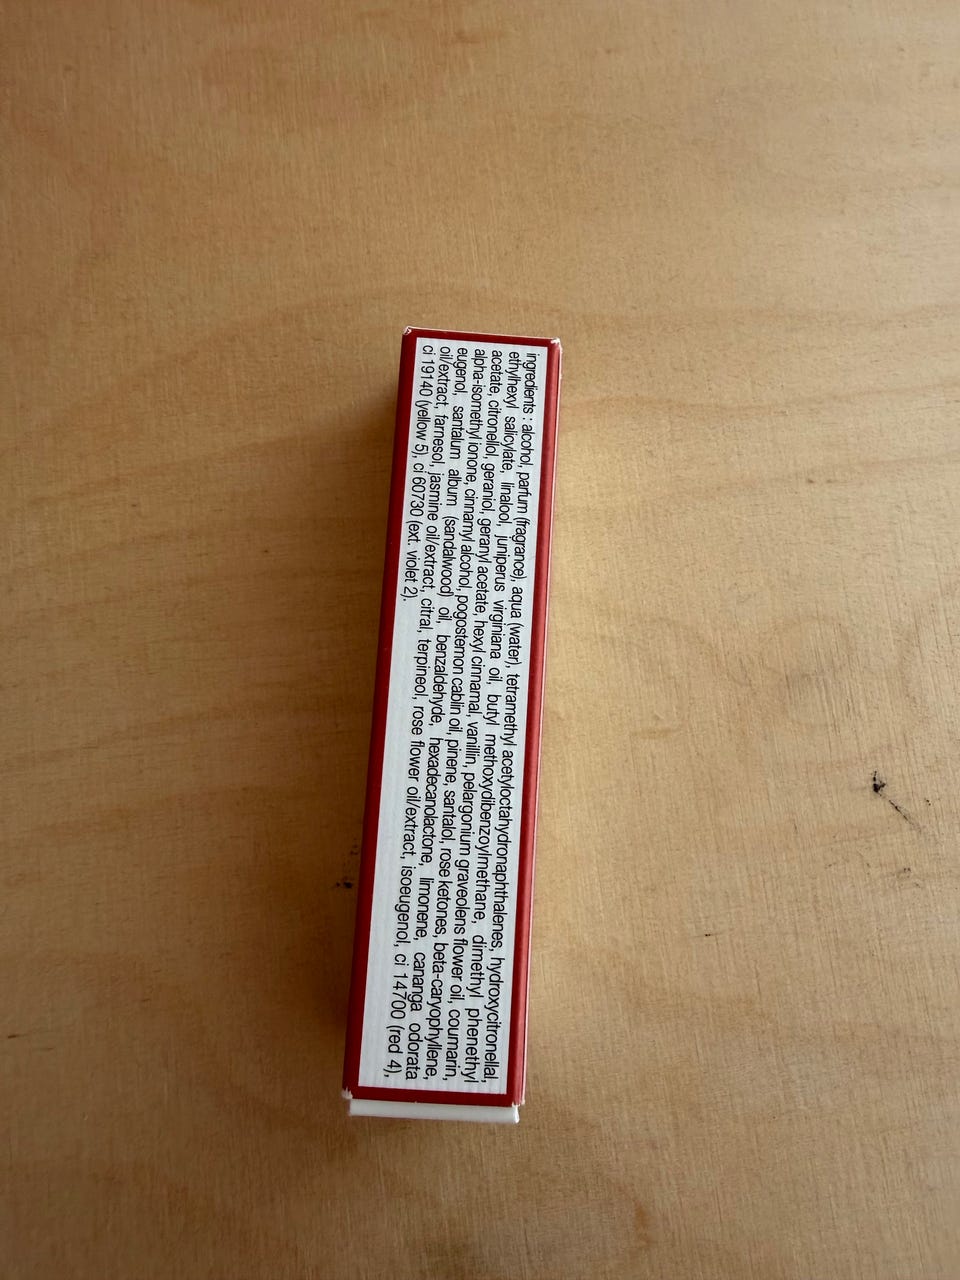 ingredients : alcohol, parfum (fragrance), aqua (water), tetramethyl acetyloctahydronaphthalenes, hydroxycitronellal,
ethylhexyl salicylate, linalool, juniperus virginiana oil, butyl methoxydibenzoylmethane, dimethyl phenethyl
acetate, citronellol, geraniol, geranyl acetate, hexyl cinnamal, vanillin, pelargonium graveolens flower oil, coumarin,
alpha-isomethyl ionone, cinnamyl alcohol, pogostemon cablin oil, pinene, santalol, rose ketones, beta-caryophyllene,
eugenol, santalum album (sandalwood) oil, benzaldehyde, hexadecanolactone, limonene, cananga odorata
oil/extract, farnesol, jasmine oil/extract, citral, terpineol, rose flower oil/extract, isoeugenol, ci 14700 (red 4),
ci 19140 (yellow 5), ci 60730 (ext. violet 2).